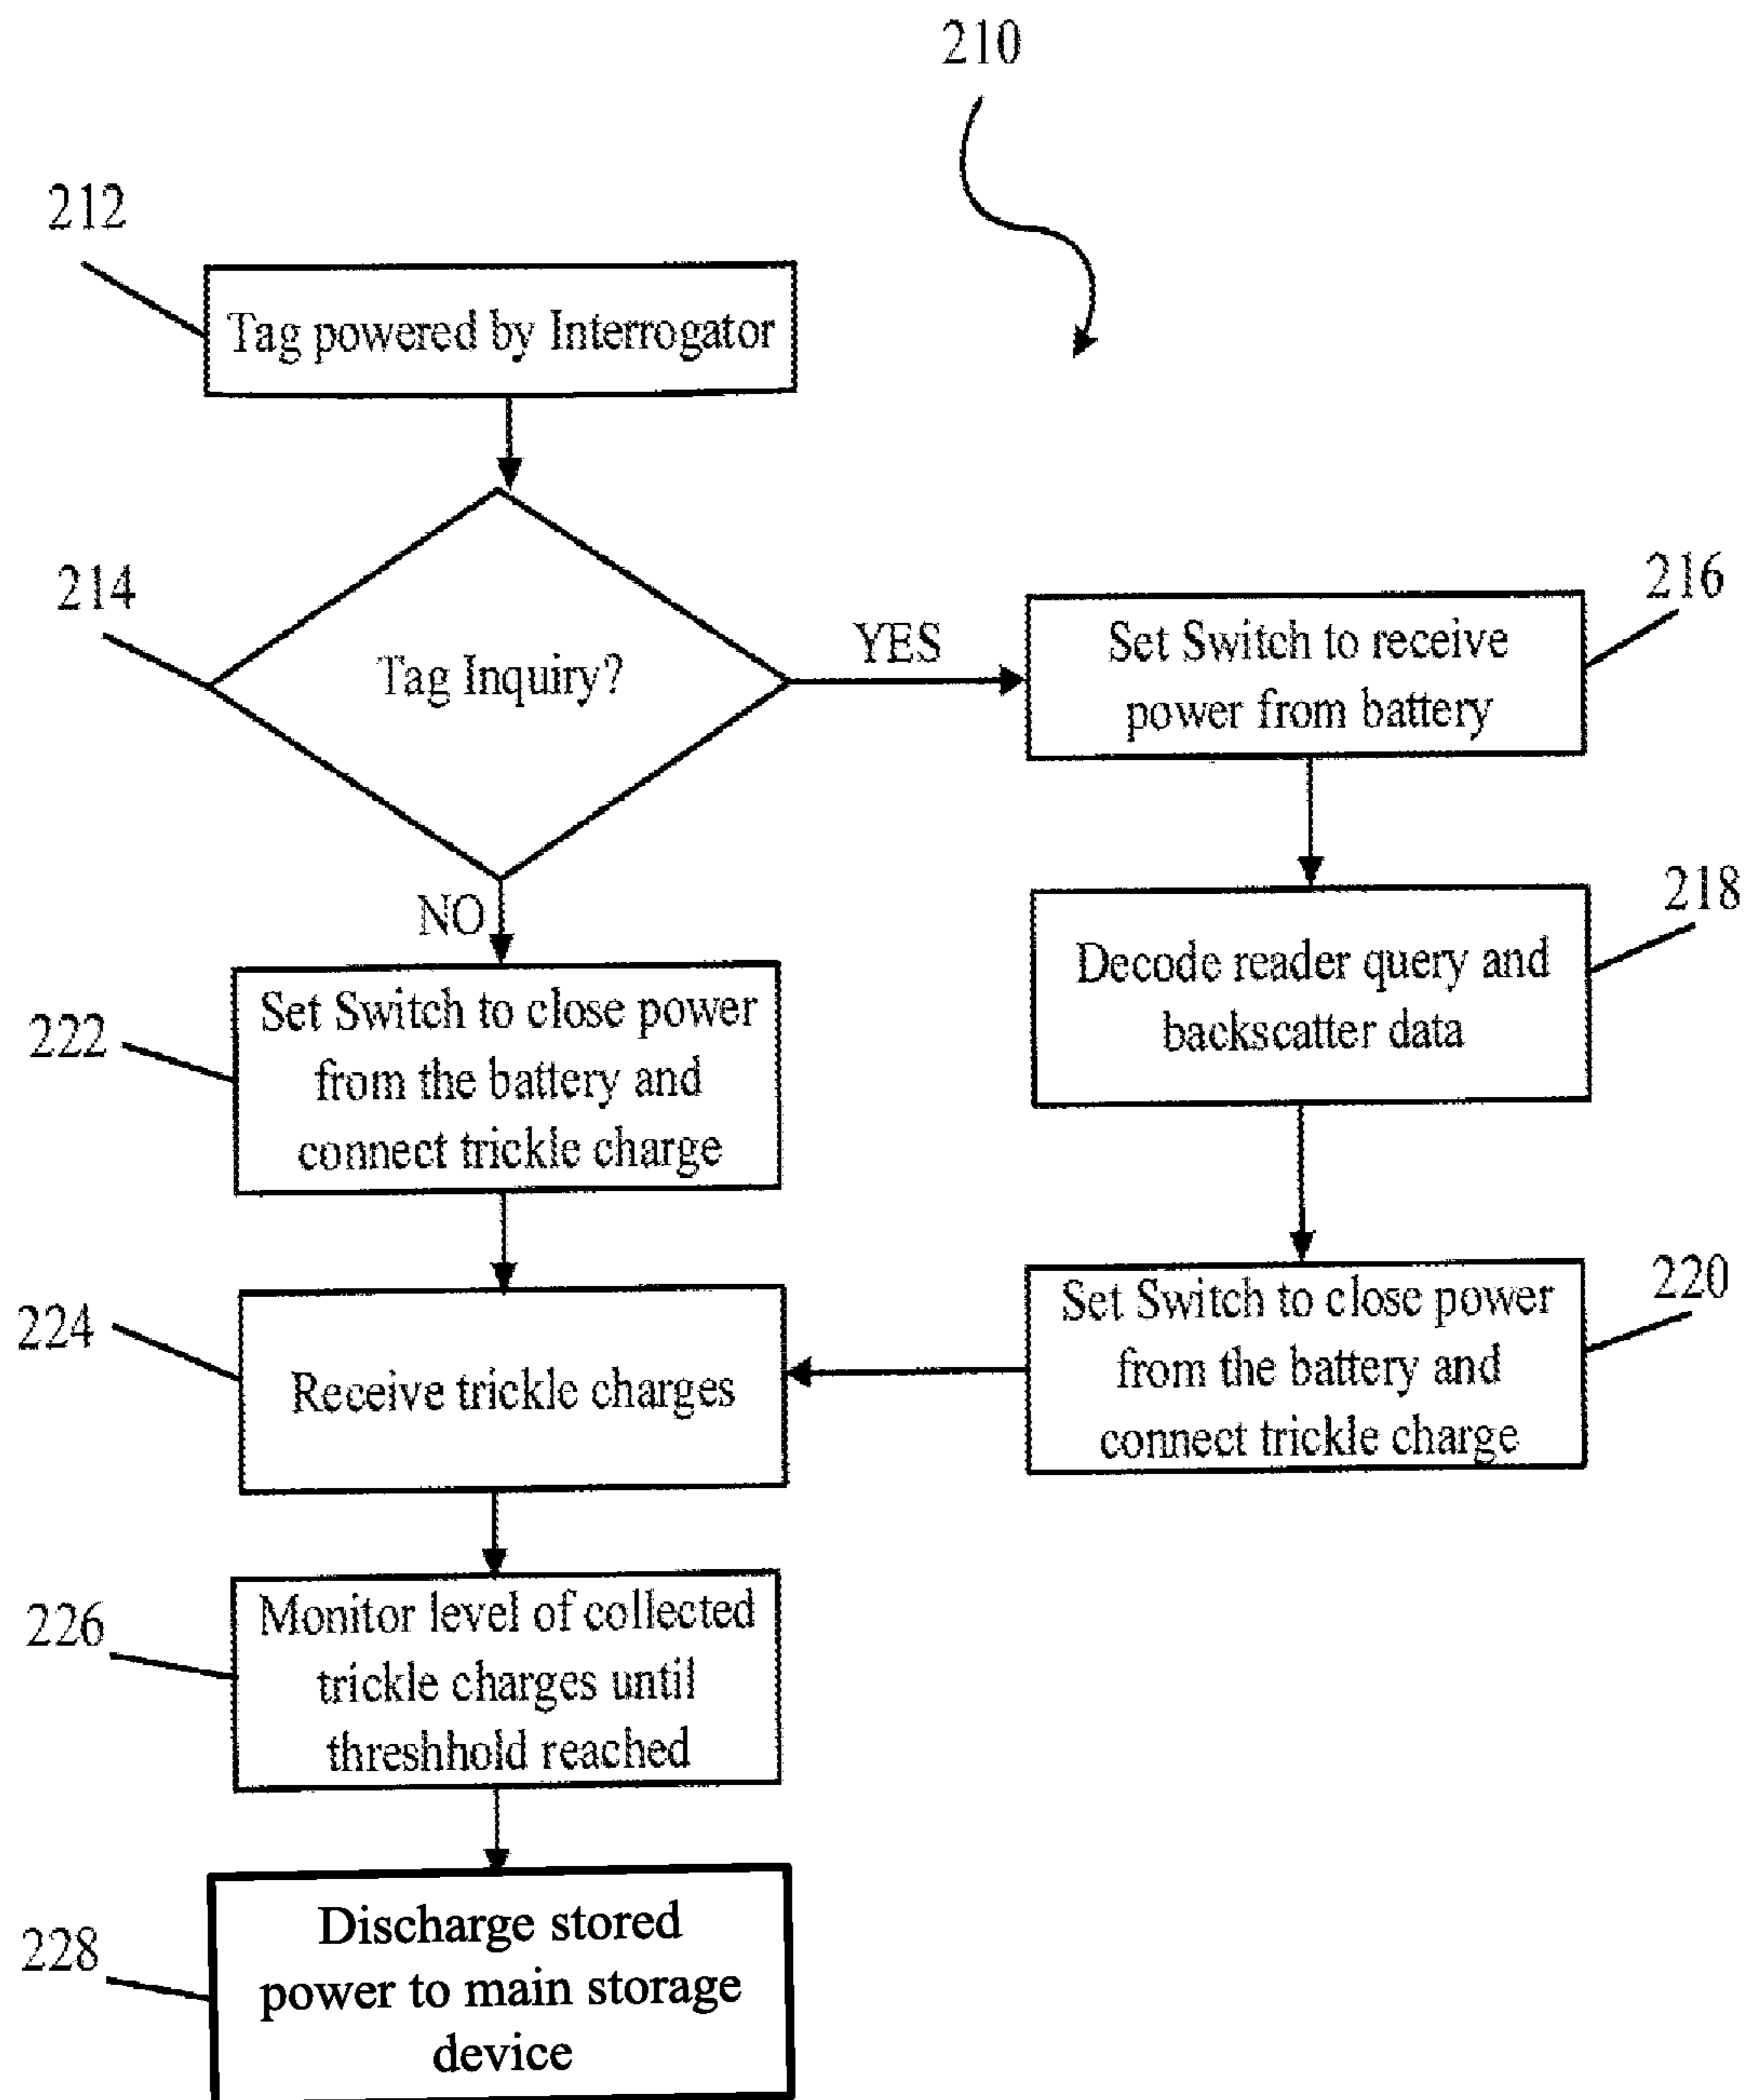 210
212
Tag powered by Interrogator
214
Tag Inquiry?
YES
216
Set Switch to receive
power from battery
218
Decode reader query and
backscatter data
NO
222
Set Switch to close power
from the battery and
connect trickle charge
220
Set Switch to close power
from the battery and
connect trickle charge
224
Receive trickle charges
226
Monitor level of collected
trickle charges until
threshhold reached
228
Discharge stored
power to main storage
device